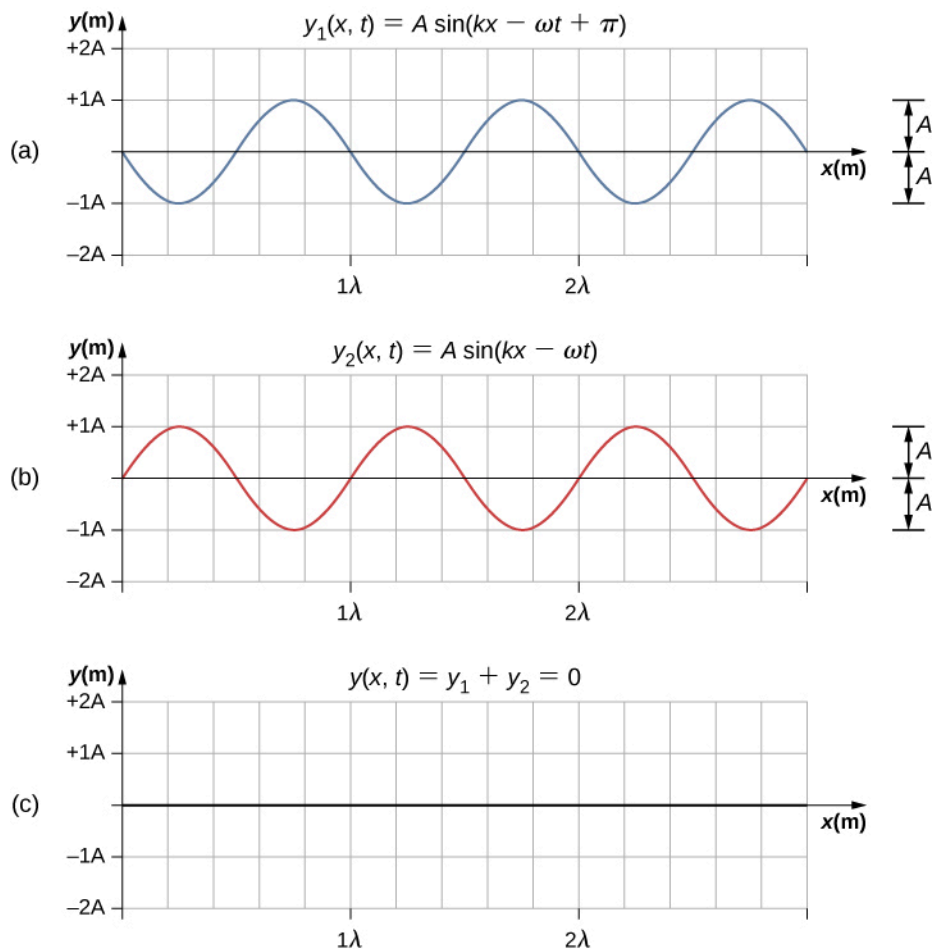 y(m)
y₁(x, t) = A sin(kx − ωt + π)
+2A
+1A
A
(a)
x(m)
A
–1A
–2A
1λ 2λ
y(m)
y₂(x, t) = A sin(kx − ωt)
+2A
+1A
A
(b)
x(m)
A
–1A
–2A
1λ 2λ
y(m)
y(x, t) = y₁ + y₂ = 0
+2A
+1A
(c)
x(m)
–1A
–2A
1λ 2λ